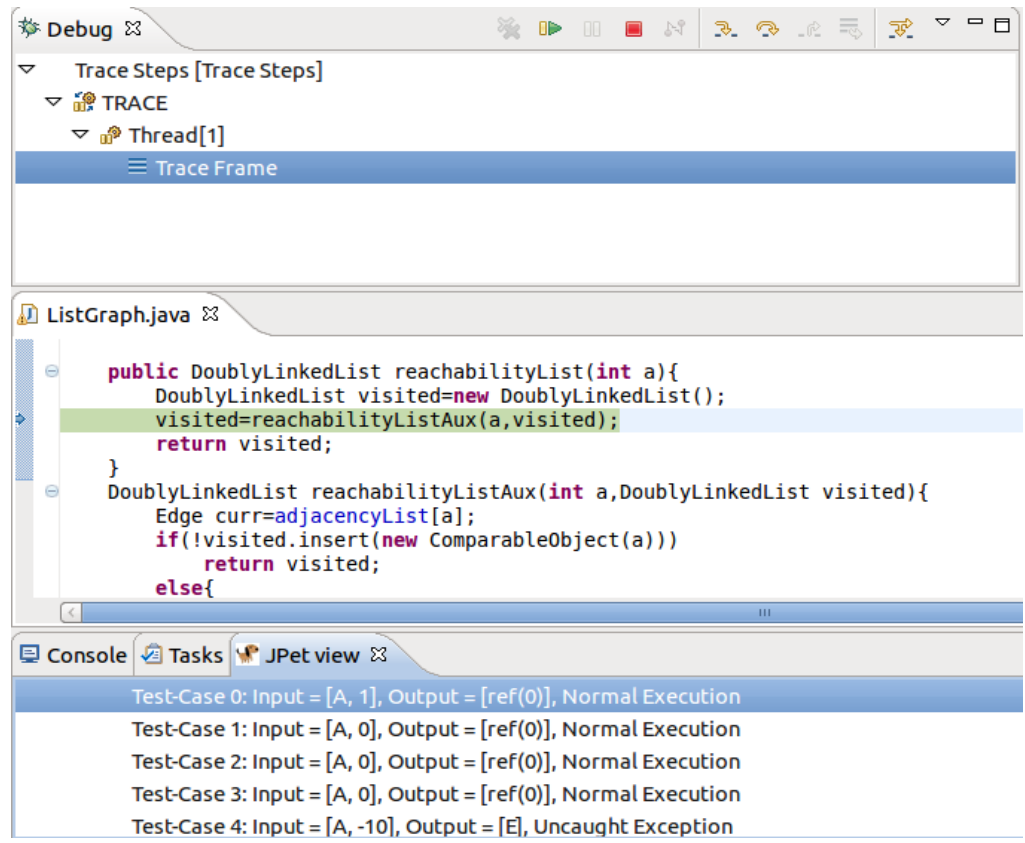 Debug
Trace Steps [Trace Steps]
TRACE
Thread[1]
Trace Frame
ListGraph.java
public DoublyLinkedList reachabilityList(int a){
DoublyLinkedList visited=new DoublyLinkedList();
visited=reachabilityListAux(a,visited);
return visited;
}
DoublyLinkedList reachabilityListAux(int a,DoublyLinkedList visited){
Edge curr=adjacencyList[a];
if(!visited.insert(new ComparableObject(a)))
return visited;
else{
Console Tasks JPet view
Test-Case 0: Input = [A, 1], Output = [ref(0)], Normal Execution
Test-Case 1: Input = [A, 0], Output = [ref(0)], Normal Execution
Test-Case 2: Input = [A, 0], Output = [ref(0)], Normal Execution
Test-Case 3: Input = [A, 0], Output = [ref(0)], Normal Execution
Test-Case 4: Input = [A, -10], Output = [E], Uncaught Exception